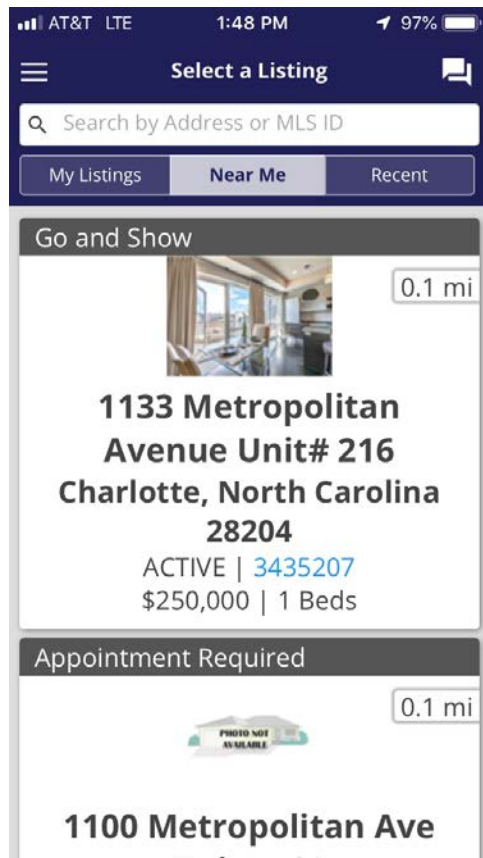 AT&T LTE 1:48 PM 97%
Select a Listing
Search by Address or MLS ID
My Listings Near Me Recent
Go and Show
0.1 mi
1133 Metropolitan
Avenue Unit# 216
Charlotte, North Carolina
28204
ACTIVE | 3435207
$250,000 | 1 Beds
Appointment Required
0.1 mi
PHOTO NOT
AVAILABLE
1100 Metropolitan Ave